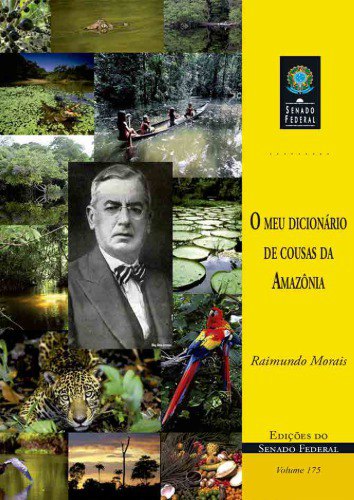 SENADO
FEDERAL
O MEU DICIONÁRIO
DE COUSAS DA
AMAZÔNIA
Raimundo Morais
EDIÇÕES DO
SENADO FEDERAL
Volume 175